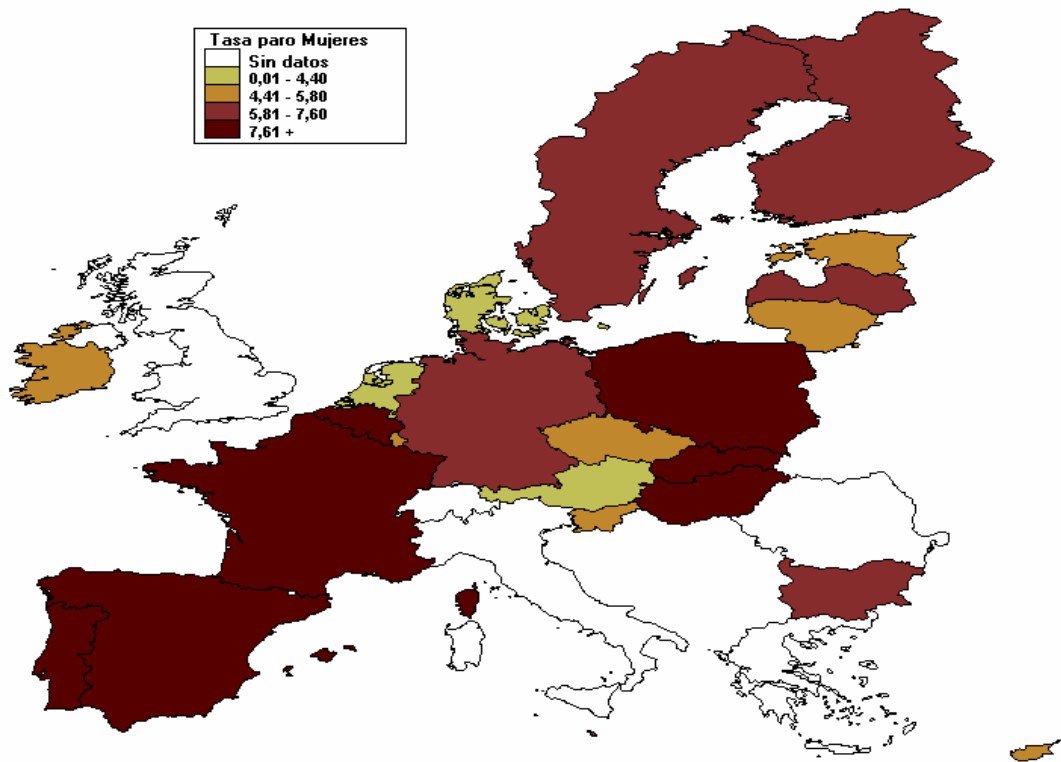 Tasa paro Mujeres
Sin datos
0,01 - 4,40
4,41 - 5,80
5,81 - 7,60
7,61 +